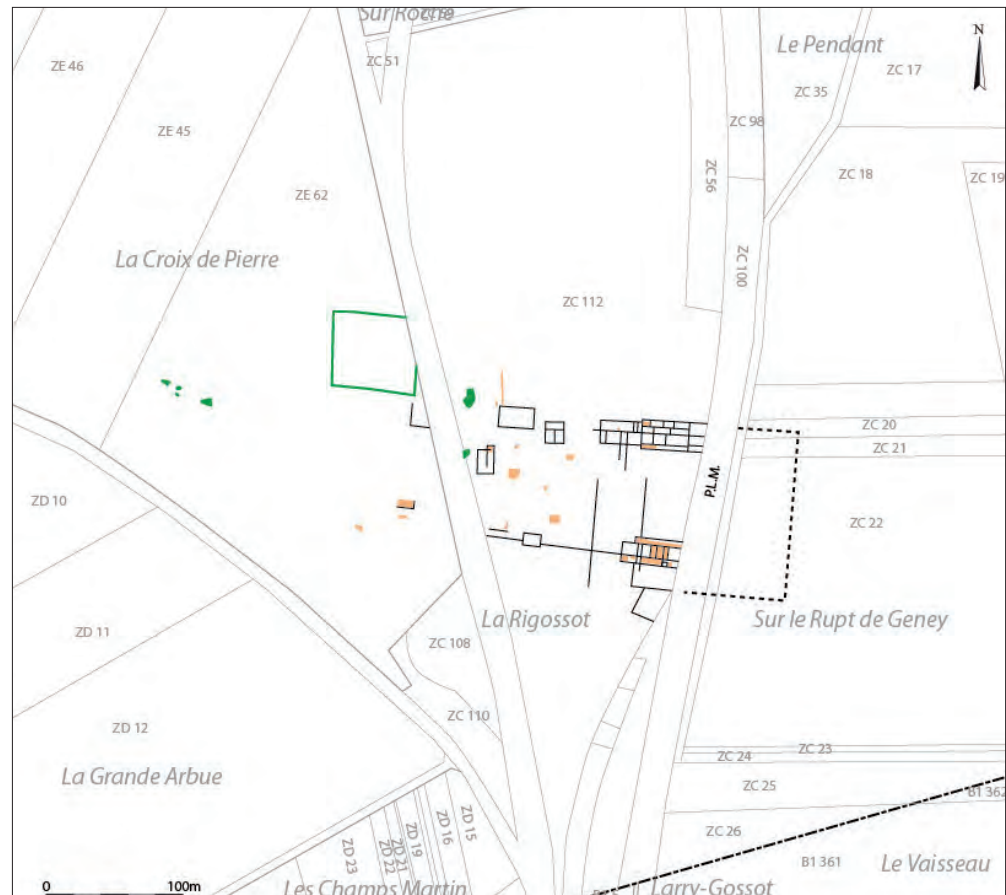 Sur Roche
ZC 51
N
Le Pendant
ZC 17
ZE 46
ZC 35
ZC 98
ZE 45
ZC 56
ZC 18
ZC 19
ZE 62
La Croix de Pierre
ZC 100
ZC 112
ZC 20
ZC 21
P.L.M.
ZD 10
ZC 22
La Rigossot
Sur le Rupt de Geney
ZD 11
ZC 108
ZC 110
ZD 12
ZC 23
ZC 24
La Grande Arbue
ZC 25
B1 362
ZD 15
ZD 16
ZD 19
ZD 21
ZD 22
ZD 23
ZC 26
B1 361
Le Vaisseau
0
100m
Les Champs Martin
Larry-Gossot